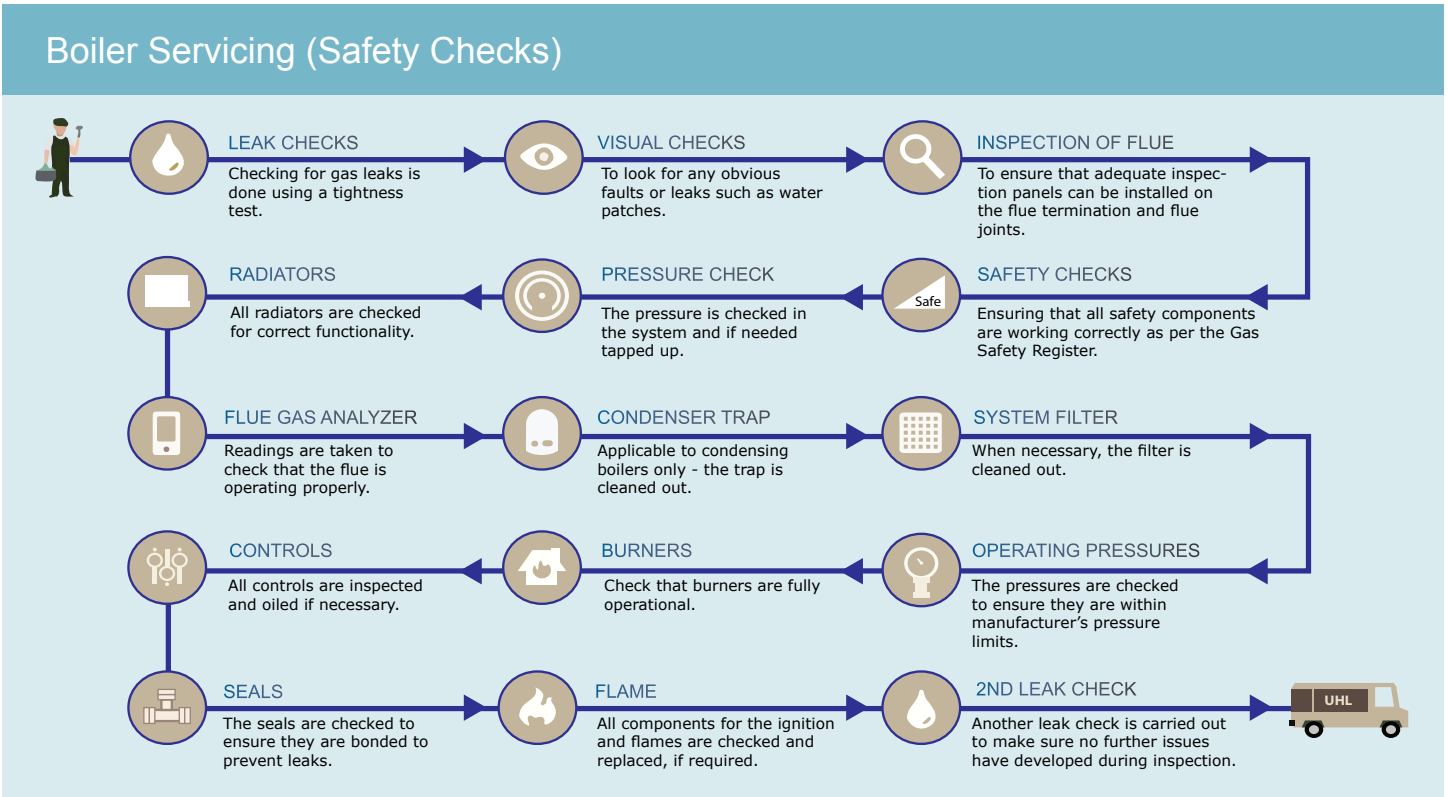 Boiler Servicing (Safety Checks)
LEAK CHECKS
Checking for gas leaks is
done using a tightness
test.
VISUAL CHECKS
To look for any obvious
faults or leaks such as water
patches.
INSPECTION OF FLUE
To ensure that adequate inspec-
tion panels can be installed on
the flue termination and flue
joints.
SAFETY CHECKS
Safe
Ensuring that all safety components
are working correctly as per the Gas
Safety Register.
PRESSURE CHECK
The pressure is checked in
the system and if needed
tapped up.
RADIATORS
All radiators are checked
for correct functionality.
FLUE GAS ANALYZER
Readings are taken to
check that the flue is
operating properly.
CONDENSER TRAP
Applicable to condensing
boilers only - the trap is
cleaned out.
SYSTEM FILTER
When necessary, the filter is
cleaned out.
OPERATING PRESSURES
The pressures are checked
to ensure they are within
manufacturer’s pressure
limits.
BURNERS
Check that burners are fully
operational.
CONTROLS
All controls are inspected
and oiled if necessary.
SEALS
The seals are checked to
ensure they are bonded to
prevent leaks.
FLAME
All components for the ignition
and flames are checked and
replaced, if required.
2ND LEAK CHECK
Another leak check is carried out
to make sure no further issues
have developed during inspection.
UHL